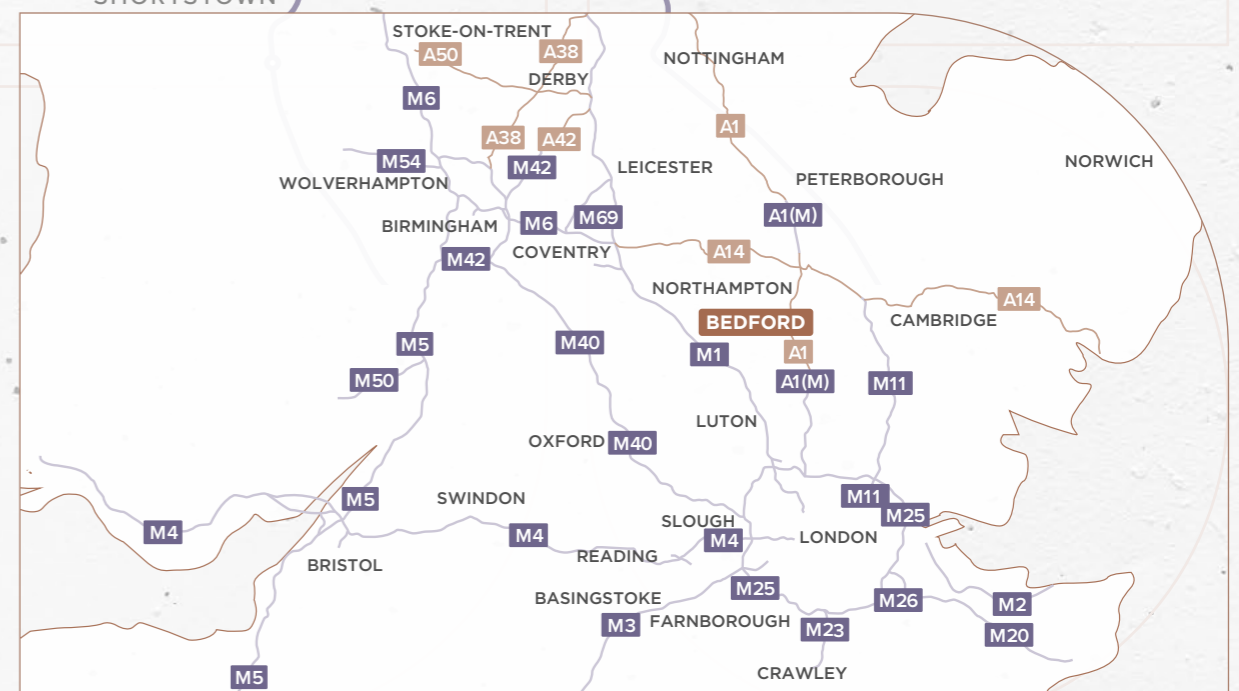 SHORTSTOWN
STOKE-ON-TRENT
A50
A38
NOTTINGHAM
DERBY
M6
A1
A38
A42
M54
M42
LEICESTER
NORWICH
WOLVERHAMPTON
PETERBOROUGH
BIRMINGHAM
M6
M69
A1(M)
M42
COVENTRY
A14
NORTHAMPTON
A14
BEDFORD
CAMBRIDGE
M5
M40
M1
A1
M50
A1(M)
M11
LUTON
OXFORD
M40
M5
SWINDON
M11
M25
M4
M4
SLOUGH
M4
LONDON
READING
BRISTOL
M25
BASINGSTOKE
M26
M2
M3
FARNBOROUGH
M23
M20
M5
CRAWLEY